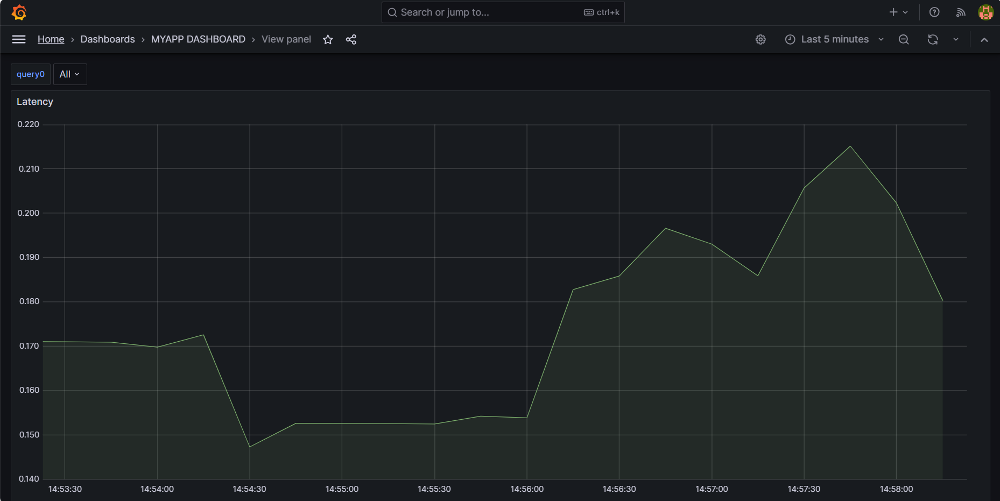 Search or jump to... ctrl+k
Home › Dashboards › MYAPP DASHBOARD › View panel Last 5 minutes
query0 All
Latency
0.220
0.210
0.200
0.190
0.180
0.170
0.160
0.150
0.140
14:53:30 14:54:00 14:54:30 14:55:00 14:55:30 14:56:00 14:56:30 14:57:00 14:57:30 14:58:00